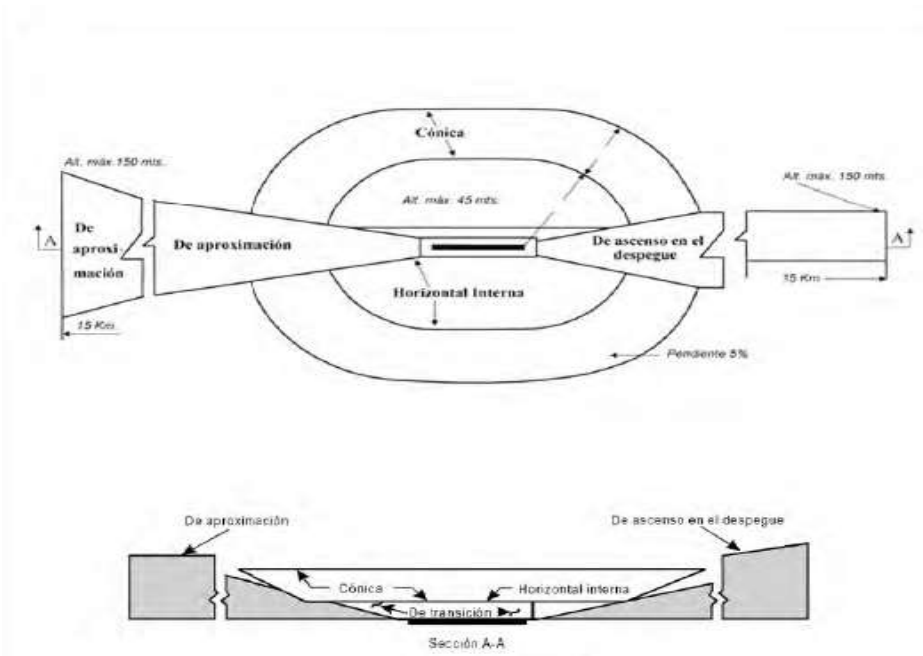 Cónica
Alt. máx. 150 mts.
Alt. máx. 150 mts.
Alt. máx. 45 mts.
A
De
aproxi-
mación
De aproximación
De ascenso en el
despegue
A
Horizontal Interna
15 Km
15 Km.
Pendiente 5%
De aproximación
De ascenso en el despegue
Cónica
Horizontal interna
De transición
Sección A-A